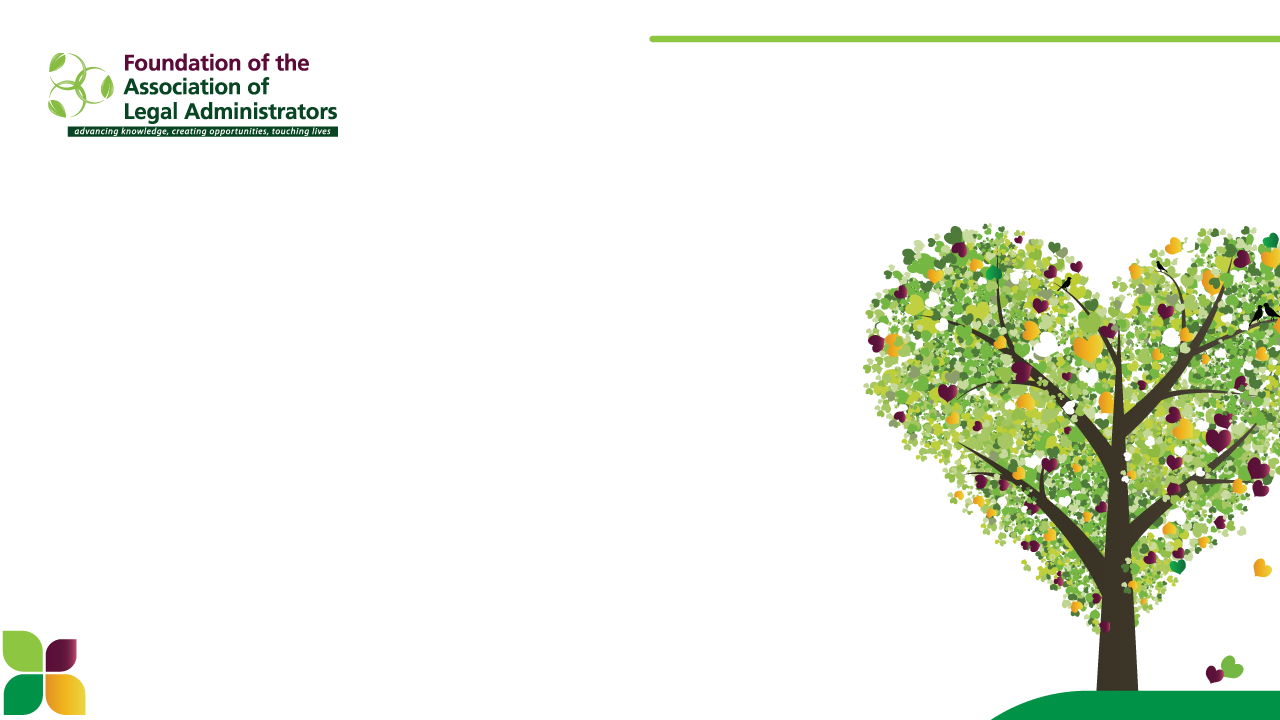 Foundation of the
Association of
Legal Administrators
advancing knowledge, creating opportunities, touching lives